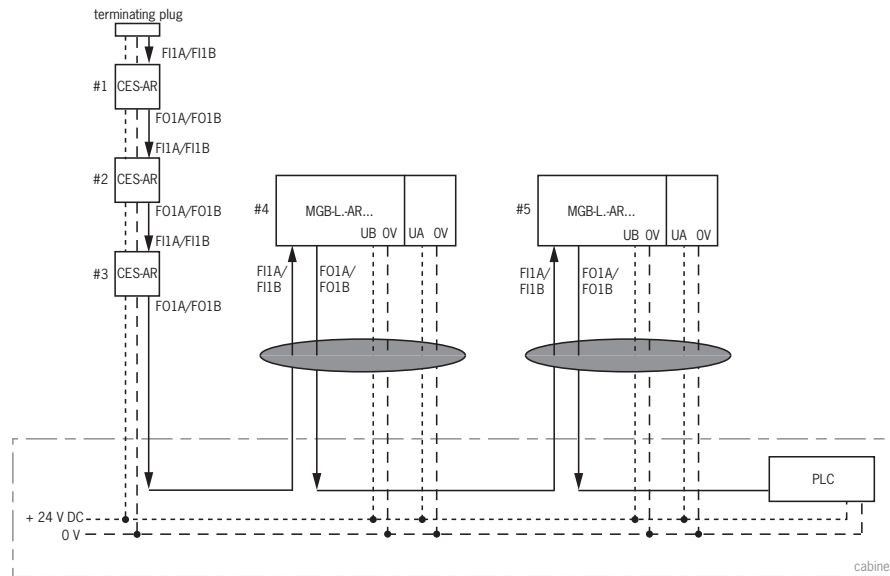 terminating plug
FI1A/FI1B
#1 CES-AR
FO1A/FO1B
FI1A/FI1B
#2 CES-AR
FO1A/FO1B
FI1A/FI1B
#3 CES-AR
FO1A/FO1B
#4 MGB-L.-AR...
UB 0V UA 0V
FI1A/
FI1B
FO1A/
FO1B
#5 MGB-L.-AR...
UB 0V UA 0V
FI1A/
FI1B
FO1A/
FO1B
PLC
+ 24 V DC
0 V
cabine